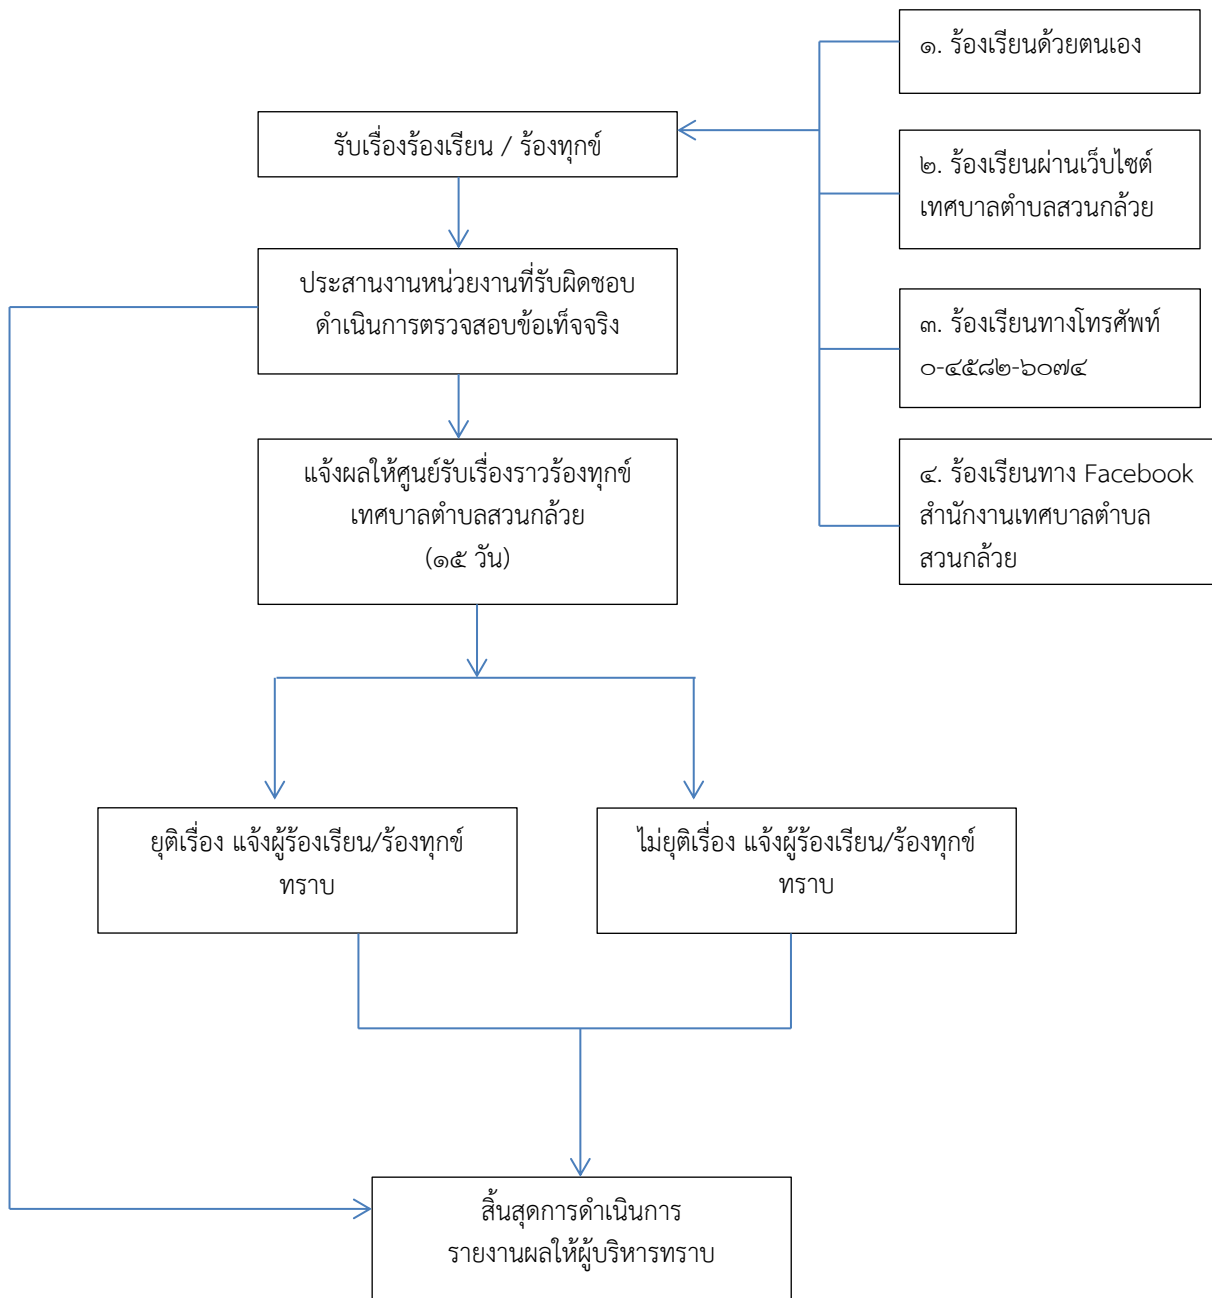 ๑. ร้องเรียนด้วยตนเอง
รับเรื่องร้องเรียน / ร้องทุกข์
๒. ร้องเรียนผ่านเว็บไซต์
เทศบาลตำบลสวนกล้วย
ประสานงานหน่วยงานที่รับผิดชอบ
ดำเนินการตรวจสอบข้อเท็จจริง
๓. ร้องเรียนทางโทรศัพท์
๐-๔๕๘๒-๖๐๗๔
แจ้งผลให้ศูนย์รับเรื่องราวร้องทุกข์
เทศบาลตำบลสวนกล้วย
(๑๕ วัน)
๔. ร้องเรียนทาง Facebook
สำนักงานเทศบาลตำบล
สวนกล้วย
ยุติเรื่อง แจ้งผู้ร้องเรียน/ร้องทุกข์
ทราบ
ไม่ยุติเรื่อง แจ้งผู้ร้องเรียน/ร้องทุกข์
ทราบ
สิ้นสุดการดำเนินการ
รายงานผลให้ผู้บริหารทราบ